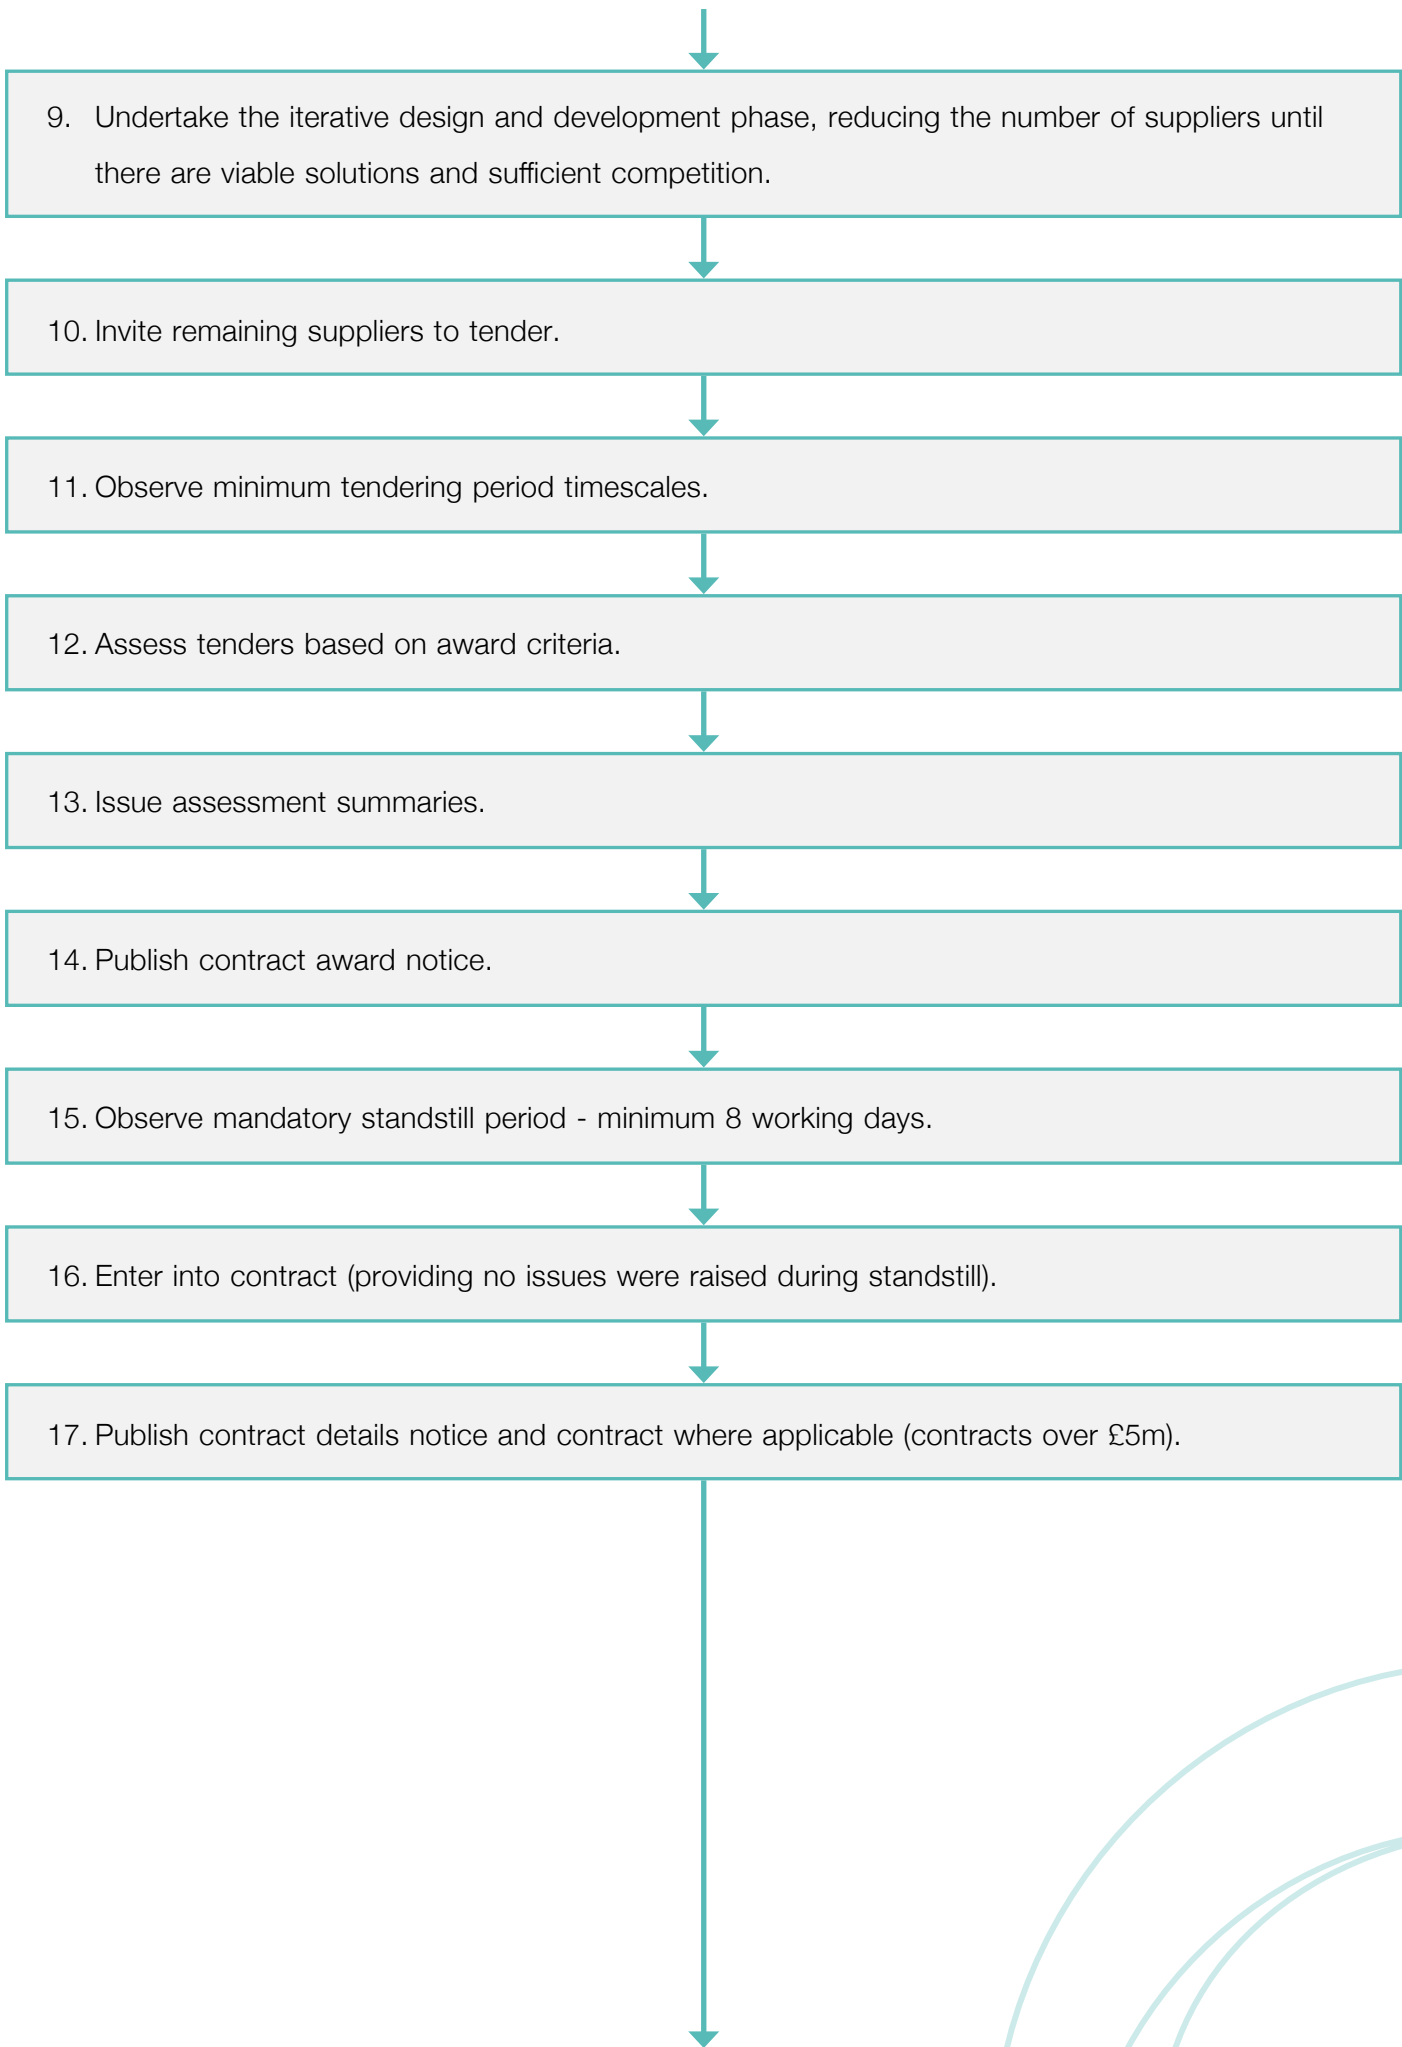 9. Undertake the iterative design and development phase, reducing the number of suppliers until
there are viable solutions and sufficient competition.
10. Invite remaining suppliers to tender.
11. Observe minimum tendering period timescales.
12. Assess tenders based on award criteria.
13. Issue assessment summaries.
14. Publish contract award notice.
15. Observe mandatory standstill period - minimum 8 working days.
16. Enter into contract (providing no issues were raised during standstill).
17. Publish contract details notice and contract where applicable (contracts over £5m).